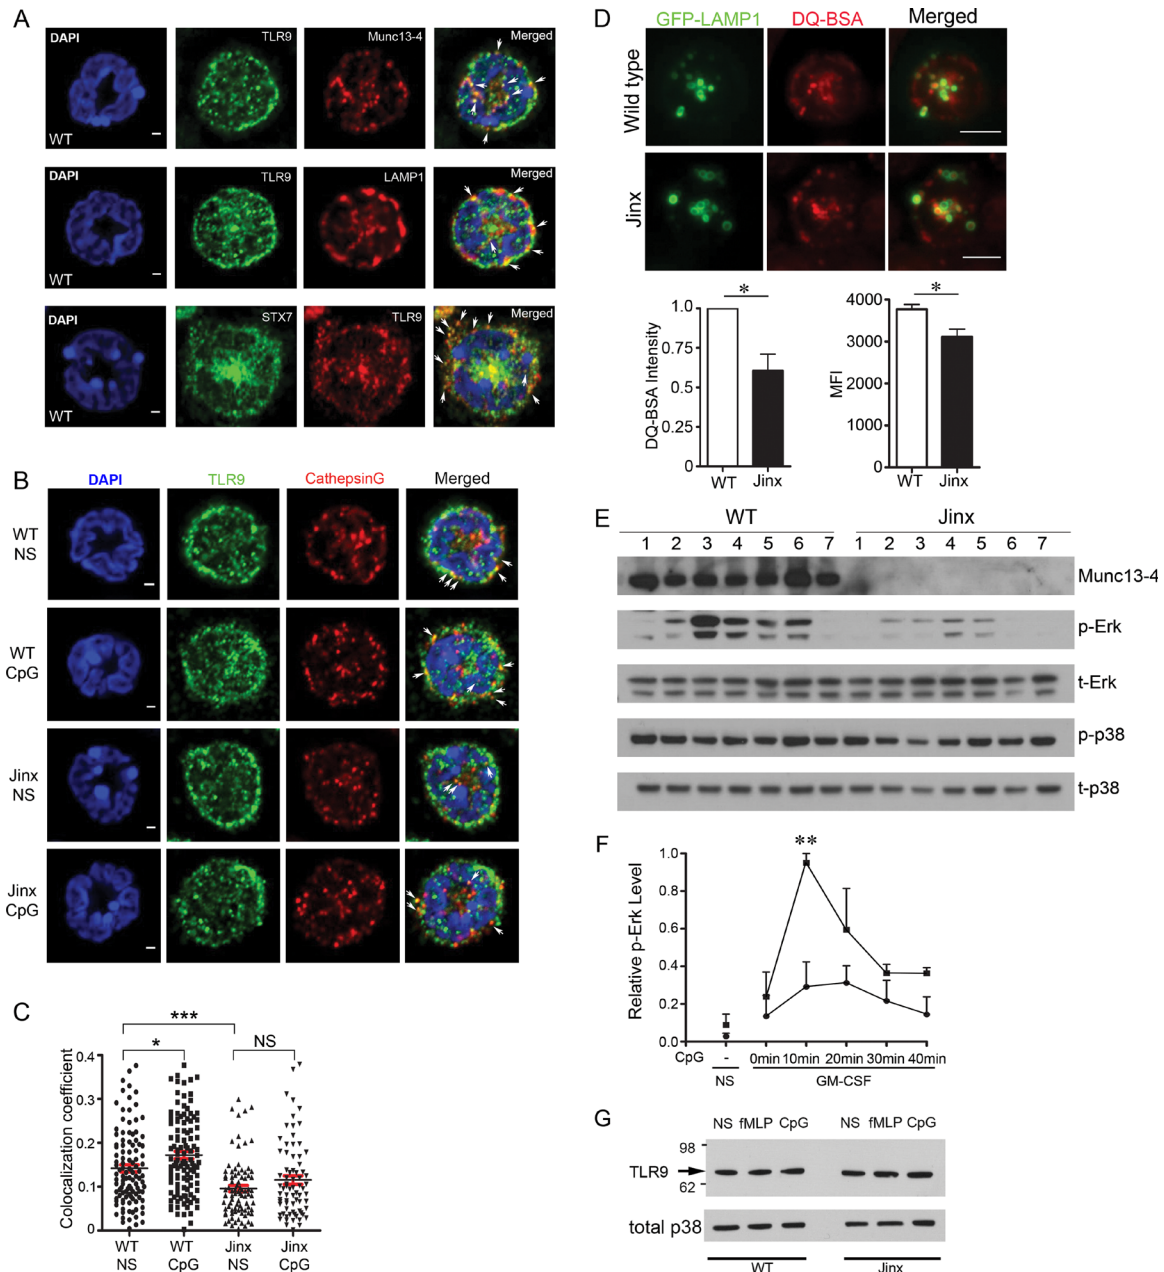 A
DAPI TLR9 Munc13-4 Merged
WT
DAPI TLR9 LAMP1 Merged
WT
DAPI STX7 TLR9 Merged
WT
B
DAPI TLR9 CathepsinG Merged
WT
NS
WT
CpG
Jinx
NS
Jinx
CpG
C
*** 
* NS
Colocalization coefficient
0.4
0.3
0.2
0.1
0
WT WT Jinx Jinx
NS CpG NS CpG
D
GFP-LAMP1 DQ-BSA Merged
Wild type
Jinx
DQ-BSA Intensity
1.0
0.75
0.5
0.25
0
*
WT Jinx
MFI
4000
3000
2000
1000
0
*
WT Jinx
E
WT Jinx
1 2 3 4 5 6 7 1 2 3 4 5 6 7
Munc13-4
p-Erk
t-Erk
p-p38
t-p38
F
Relative p-Erk Level
1.0
0.8
0.6
0.4
0.2
0.0
**
CpG - 0min 10min 20min 30min 40min
NS GM-CSF
G
NS fMLP CpG NS fMLP CpG
98
TLR9
62
total p38
WT Jinx